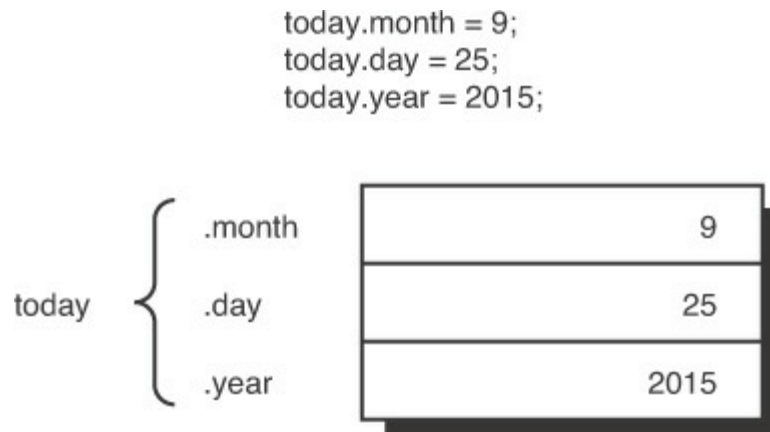 today.month = 9;
today.day = 25;
today.year = 2015;
.month 9
today .day 25
.year 2015